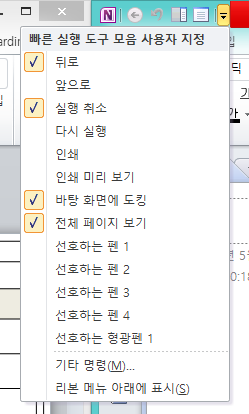 빠른 실행 도구 모음 사용자 지정
뒤로
앞으로
실행 취소
다시 실행
인쇄
인쇄 미리 보기
바탕 화면에 도킹
전체 페이지 보기
선호하는 펜 1
선호하는 펜 2
선호하는 펜 3
선호하는 펜 4
선호하는 형광펜 1
기타 명령(M)...
리본 메뉴 아래에 표시(S)